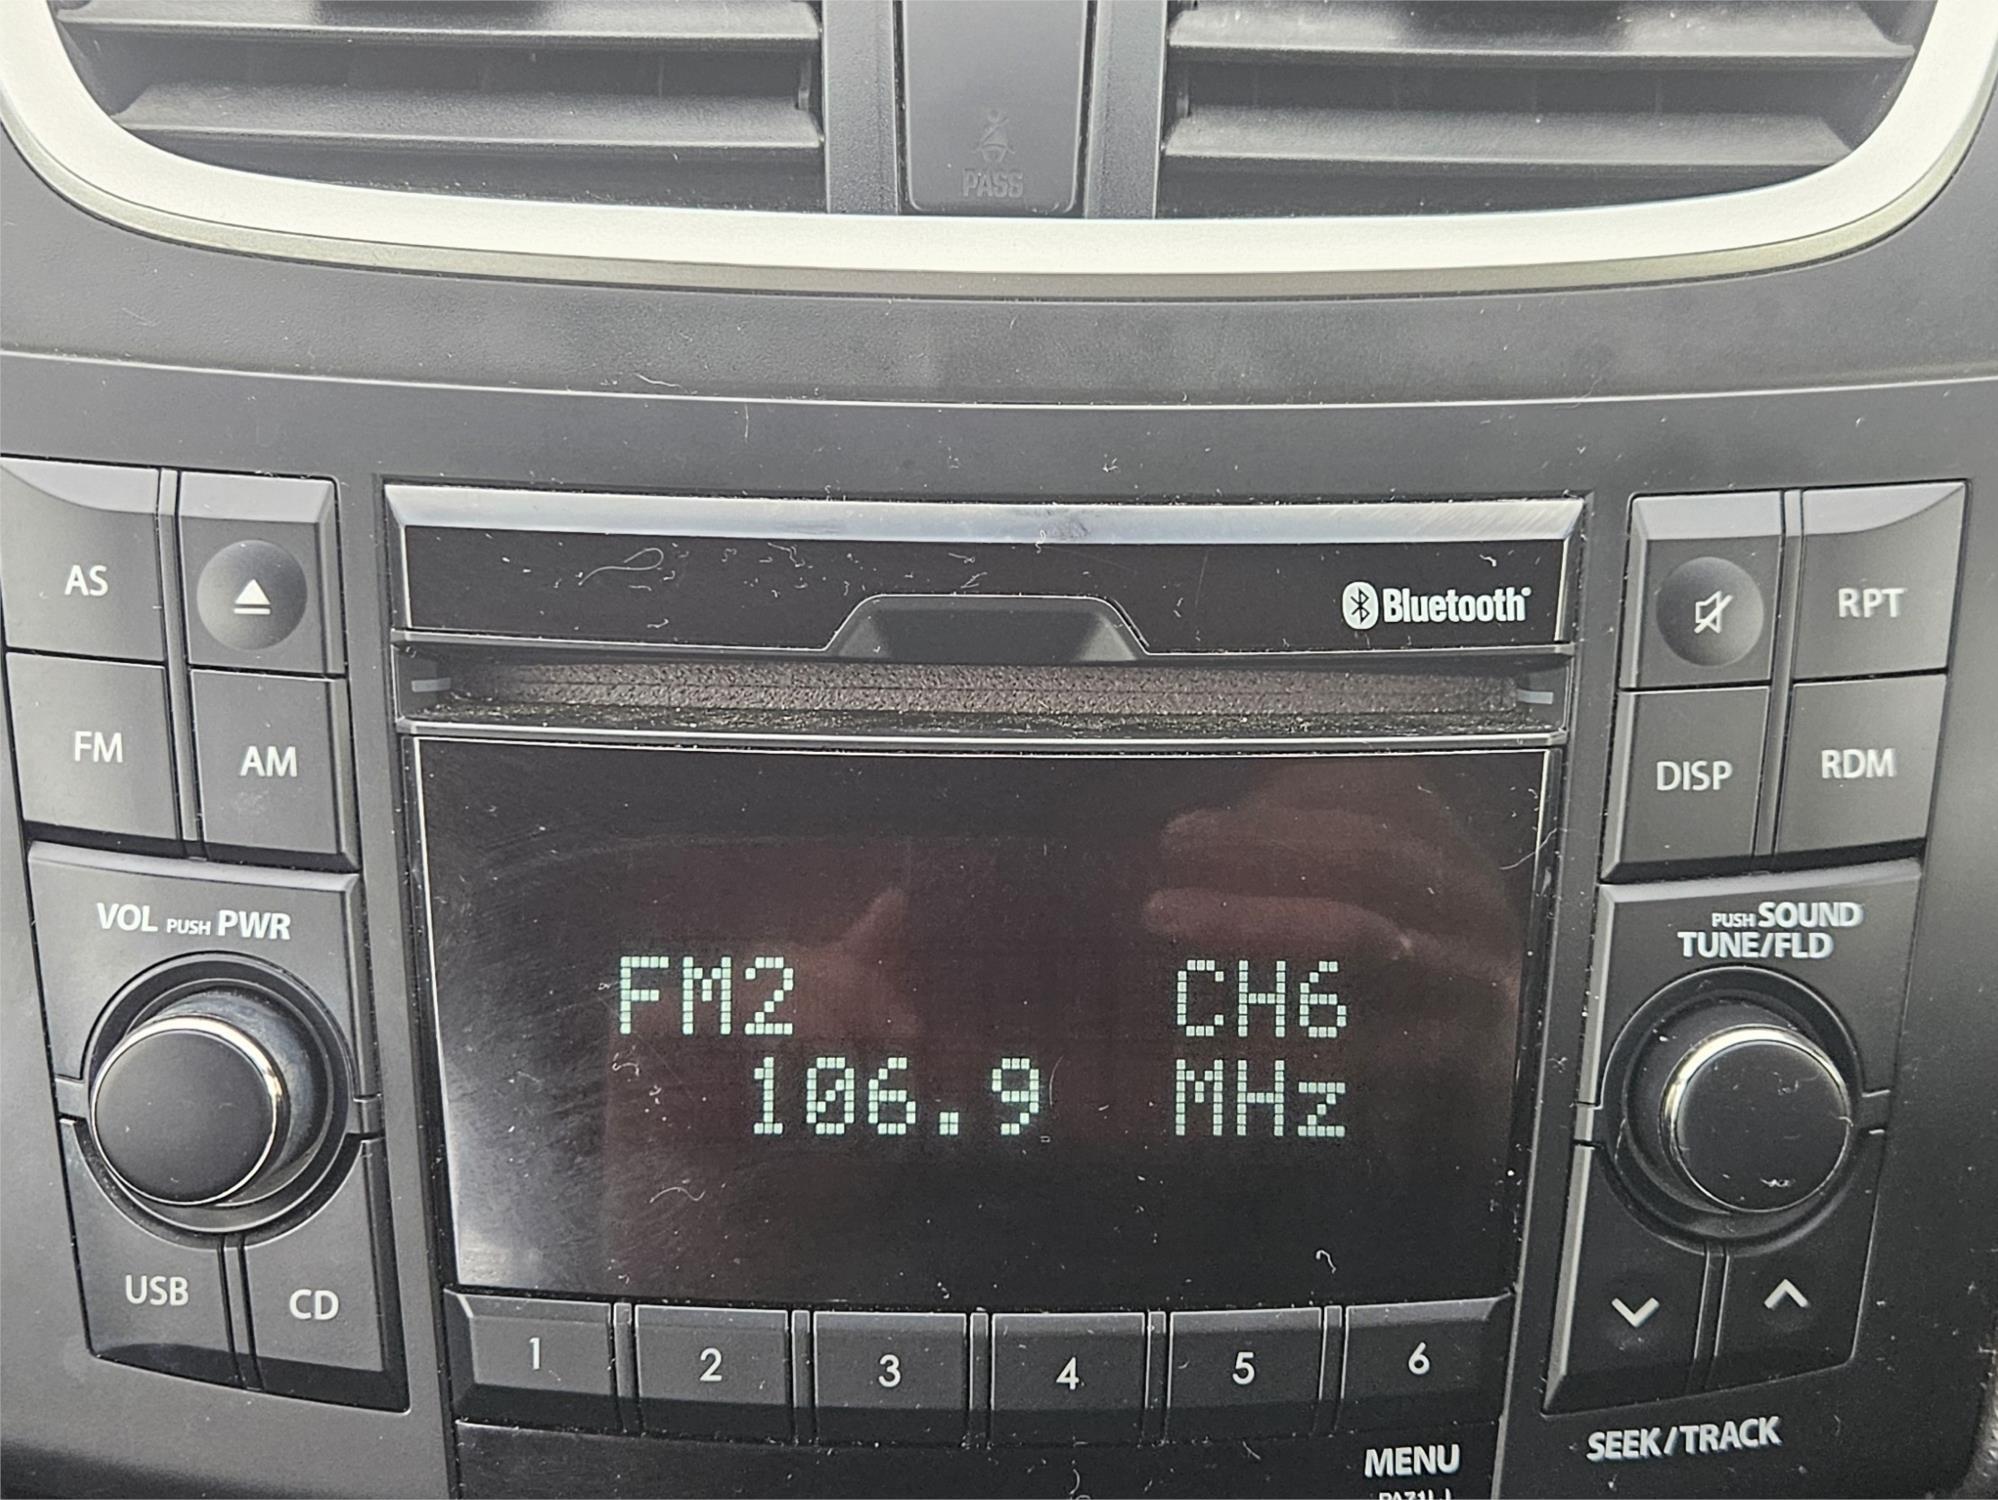 PASS
Bluetooth
AS
RPT
FM
AM
DISP
RDM
VOL PUSH PWR
PUSH SOUND
TUNE/FLD
FM2 CH6
106.9 MHz
USB
CD
1 2 3 4 5 6
SEEK/TRACK
MENU